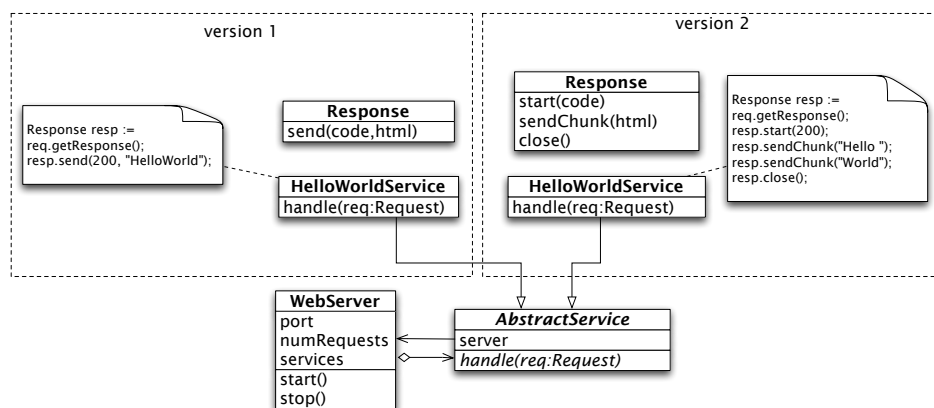 version 1
Response resp :=
req.getResponse();
resp.send(200, "HelloWorld");
Response
send(code,html)
HelloWorldService
handle(req:Request)
version 2
Response
start(code)
sendChunk(html)
close()
Response resp :=
req.getResponse();
resp.start(200);
resp.sendChunk("Hello ");
resp.sendChunk("World");
resp.close();
HelloWorldService
handle(req:Request)
WebServer
port
numRequests
services
start()
stop()
AbstractService
server
handle(req:Request)